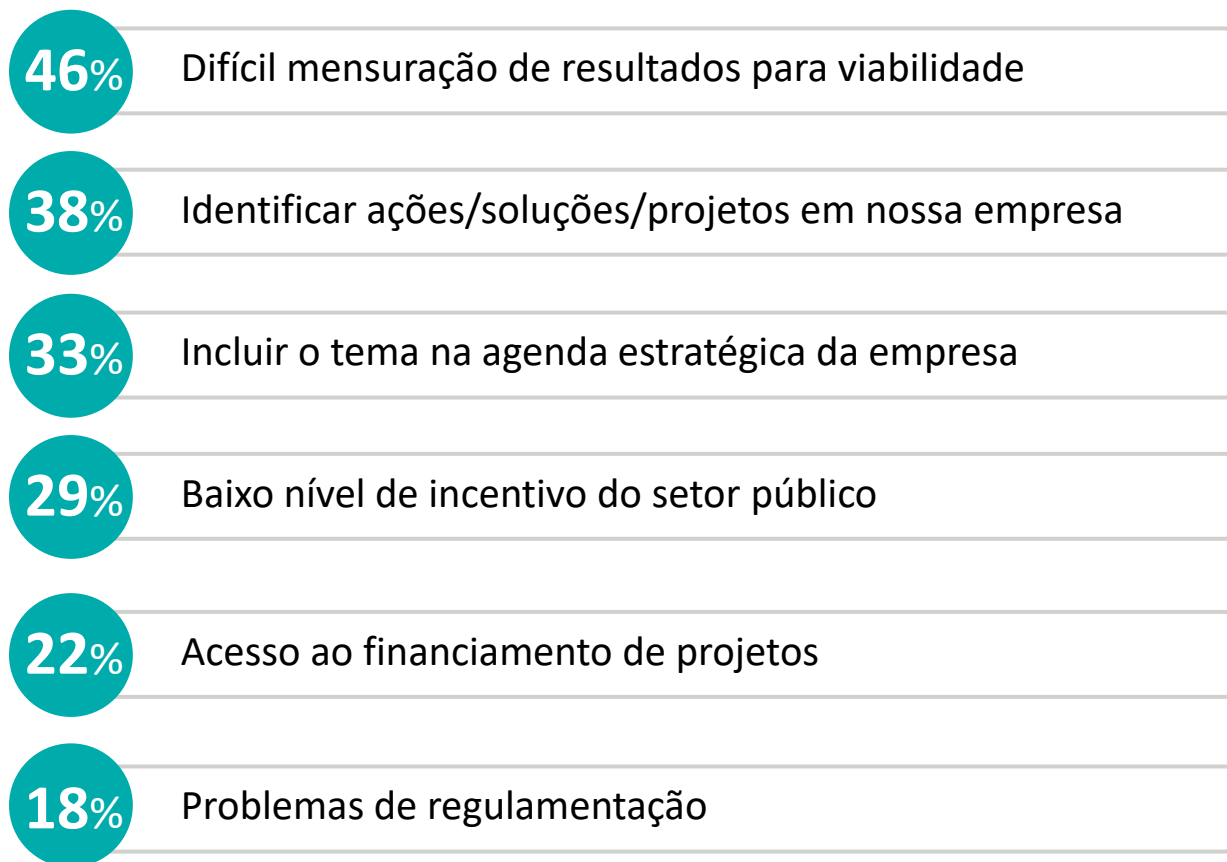 46% Difícil mensuração de resultados para viabilidade
38% Identificar ações/soluções/projetos em nossa empresa
33% Incluir o tema na agenda estratégica da empresa
29% Baixo nível de incentivo do setor público
22% Acesso ao financiamento de projetos
18% Problemas de regulamentação